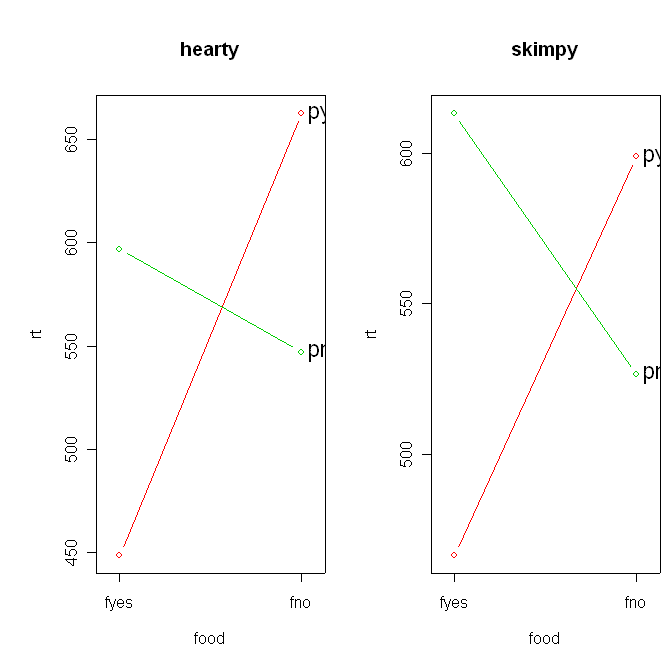 hearty
rt
650
600
550
500
450
py
pr
fyes fno
food
skimpy
rt
600
550
500
py
pr
fyes fno
food